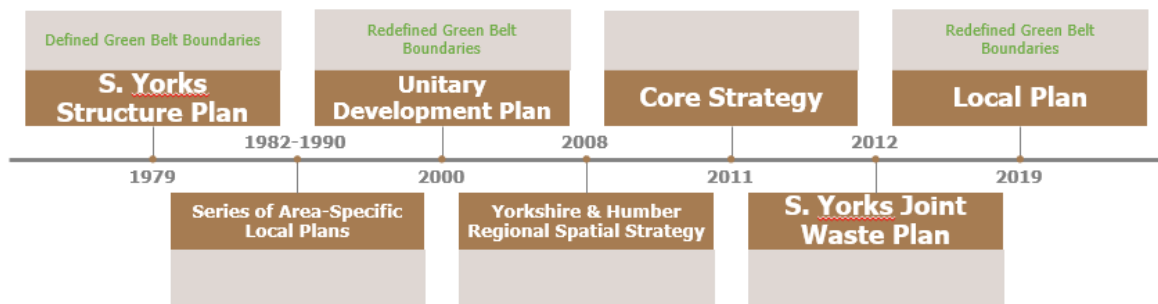 Defined Green Belt Boundaries
Redefined Green Belt
Boundaries
Redefined Green Belt
Boundaries
S. Yorks
Structure Plan
Unitary
Development Plan
Core Strategy
Local Plan
1982-1990
2008
2012
1979
2000
2011
2019
Series of Area-Specific
Local Plans
Yorkshire & Humber
Regional Spatial Strategy
S. Yorks Joint
Waste Plan